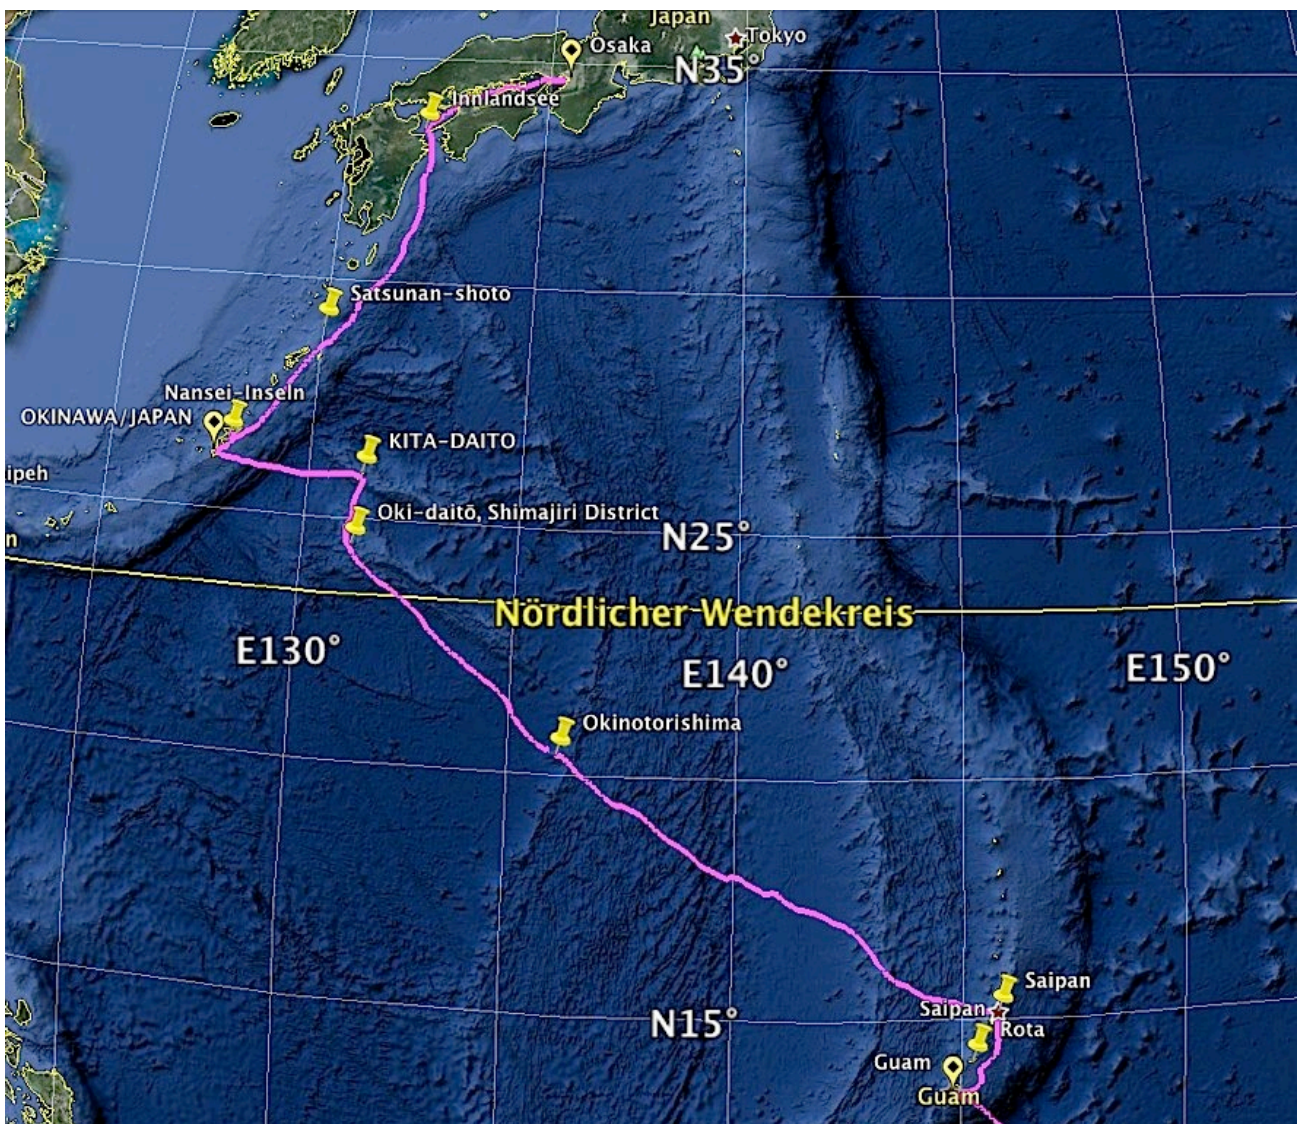 Japan
Tokyo
Osaka
N35°
Innlandsee
Satsunan-shoto
Nansei-Inseln
OKINAWA/JAPAN
KITA-DAITO
ipeh
Oki-daitō, Shimajiri District
N25°
n
Nördlicher Wendekreis
E130°
E140°
E150°
Okinotorishima
Saipan
Saipan
N15°
Rota
Guam
Guam